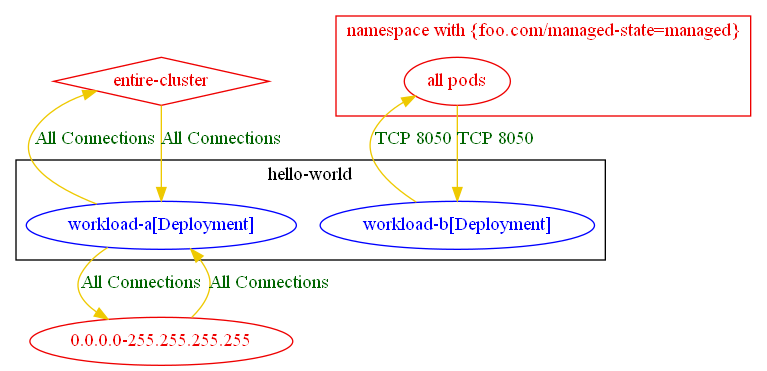 namespace with {foo.com/managed-state=managed}
entire-cluster
all pods
All Connections
All Connections
TCP 8050
TCP 8050
hello-world
workload-a[Deployment]
workload-b[Deployment]
All Connections
All Connections
0.0.0.0-255.255.255.255